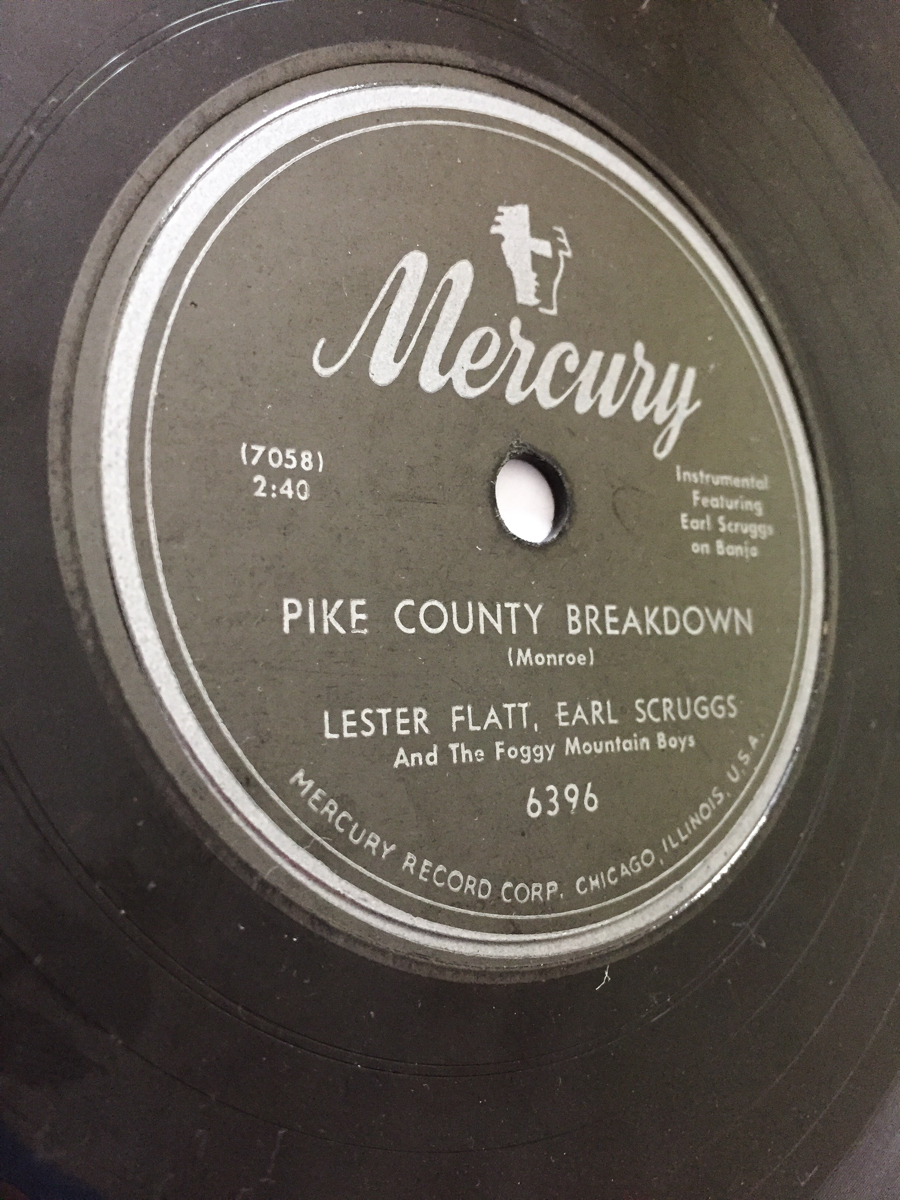 Mercury
(7058)
2:40
Instrumental
Featuring
Earl Scruggs
on Banjo
PIKE COUNTY BREAKDOWN
(Monroe)
LESTER FLATT, EARL SCRUGGS
And The Foggy Mountain Boys
6396
MERCURY RECORD CORP. CHICAGO, ILLINOIS, U.S.A.